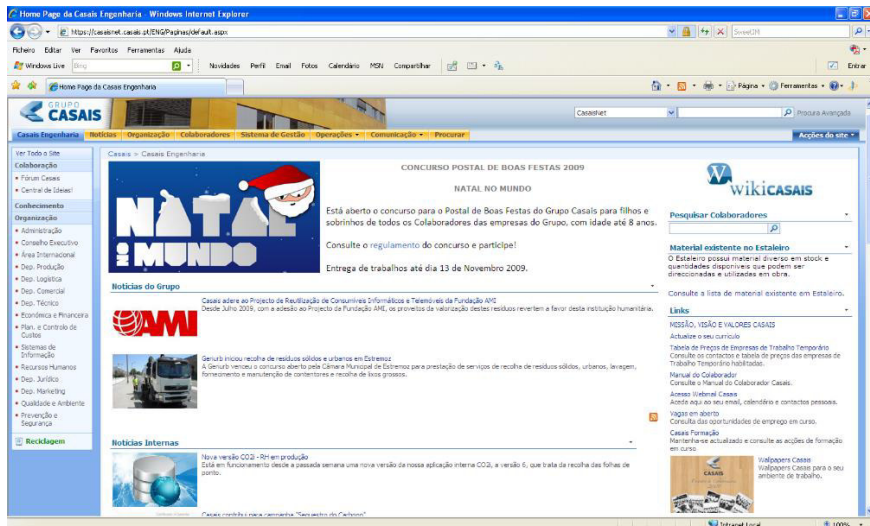 Home Page da Casais Engenharia - Windows Internet Explorer
https://casaisnet.casais.pt/ENG/Paginas/default.aspx
SweetIM
Ficheiro Editar Ver Favoritos Ferramentas Ajuda
Windows Live Bing Novidades Perfil Email Fotos Calendário MSN Compartilhar Entrar
Home Page da Casais Engenharia Página Ferramentas
GRUPO
CASAIS
CasaisNet Procura Avançada
Casais Engenharia Notícias Organização Colaboradores Sistema de Gestão Operações Comunicação Procurar Acções do site
Ver Todo o Site
Colaboração
Fórum Casais
Central de Ideias!
Conhecimento
Organização
Administração
Conselho Executivo
Área Internacional
Dep. Produção
Dep. Logística
Dep. Comercial
Dep. Técnico
Económica e Financeira
Plan. e Controlo de
Custos
Sistemas de
Informação
Recursos Humanos
Dep. Jurídico
Dep. Marketing
Qualidade e Ambiente
Prevenção e
Segurança
Reciclagem
Casais > Casais Engenharia
NATAL
NO MUNDO
CONCURSO POSTAL DE BOAS FESTAS 2009
NATAL NO MUNDO
Está aberto o concurso para o Postal de Boas Festas do Grupo Casais para filhos e
sobrinhos de todos os Colaboradores das empresas do Grupo, com idade até 8 anos.
Consulte o regulamento do concurso e participe!
Entrega de trabalhos até dia 13 de Novembro 2009.
Notícias do Grupo
AMI
Casais adere ao Projecto de Reutilização de Consumíveis Informáticos e Telemóveis da Fundação AMI
Desde Julho 2009, com a adesão ao Projecto da Fundação AMI, os proveitos da valorização destes resíduos revertem a favor desta instituição humanitária.
Genurb iniciou recolha de resíduos sólidos e urbanos em Estremoz
A Genurb venceu o concurso aberto pela Câmara Municipal de Estremoz para prestação de serviços de recolha de resíduos sólidos, urbanos, lavagem,
fornecimento e manutenção de contentores e recolha de lixos grossos.
Notícias Internas
Nova versão CO2I - RH em produção
Está em funcionamento desde a passada semana uma nova versão da nossa aplicação interna CO2I, a versão 6, que trata da recolha das folhas de
ponto.
Casais contribui para campanha "Sequestro do Carbono"
W
wikiCASAIS
Pesquisar Colaboradores
Material existente no Estaleiro
O Estaleiro possui material diverso em stock e
quantidades disponíveis que podem ser
direccionadas e utilizadas em obra.
Consulte a lista de material existente em Estaleiro.
Links
MISSÃO, VISÃO E VALORES CASAIS
Actualize o seu currículo
Tabela de Preços de Empresas de Trabalho Temporário
Consulte os contactos e tabela de preços das empresas de
Trabalho Temporário habilitadas.
Manual do Colaborador
Consulte o Manual do Colaborador Casais.
Acesso Webmail Casais
Aceda aqui ao seu email, calendário e contactos pessoais.
Vagas em aberto
Consulta das oportunidades de emprego em curso.
Casais Formação
Mantenha-se actualizado e consulte as acções de formação
em curso.
CASAIS
Wallpapers Casais
Wallpapers Casais para o seu
ambiente de trabalho.
Intranet Local 100%